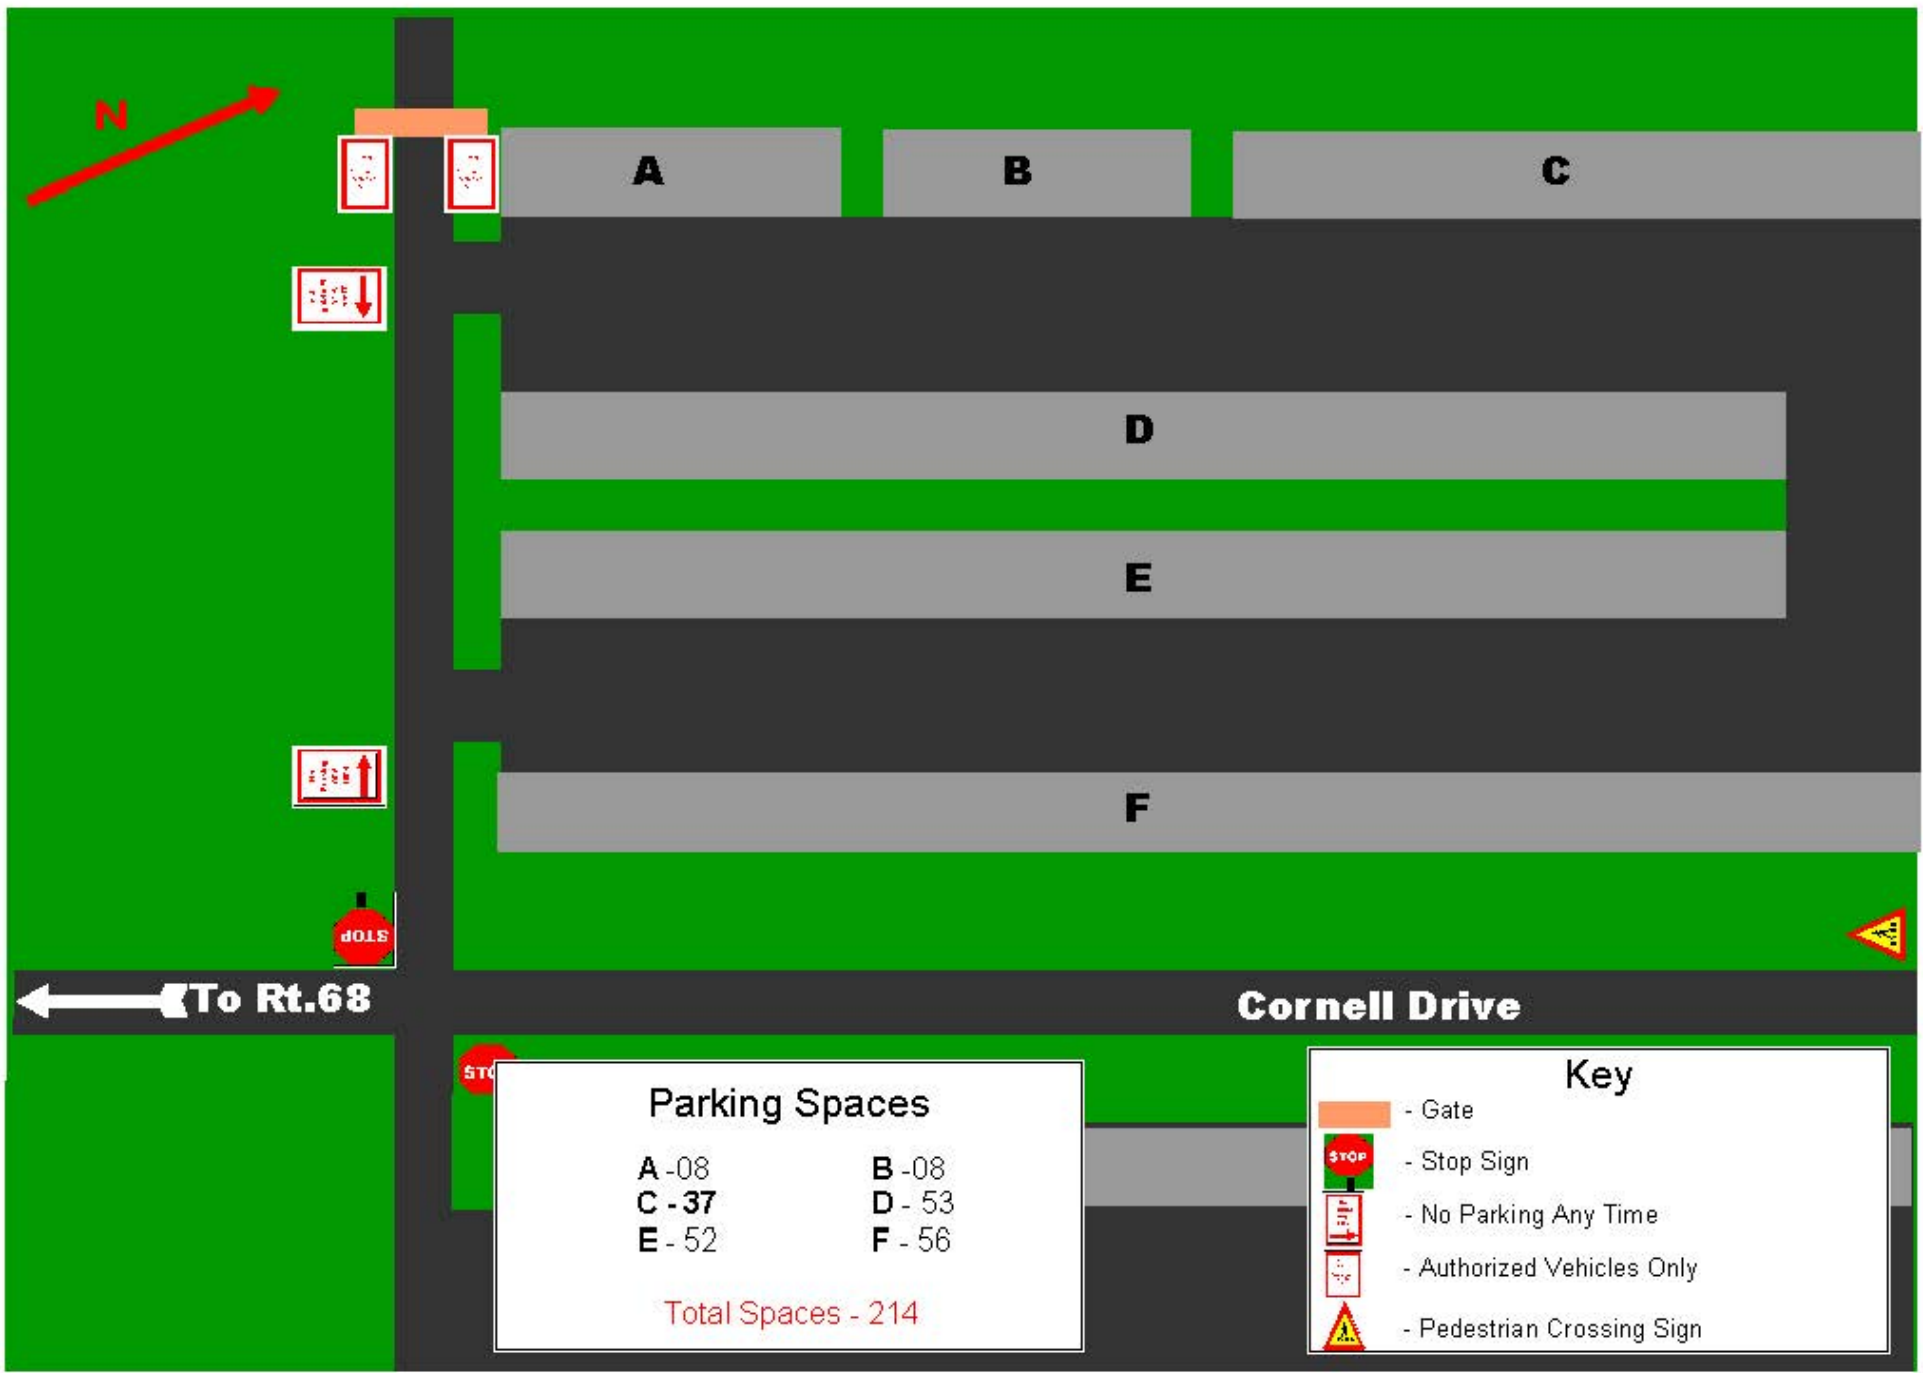 N
A
B
C
D
E
F
STOP
To Rt.68
Cornell Drive
Parking Spaces
A -08
B -08
C - 37
D - 53
E - 52
F - 56
Total Spaces - 214
Key
- Gate
STOP
- Stop Sign
- No Parking Any Time
- Authorized Vehicles Only
- Pedestrian Crossing Sign